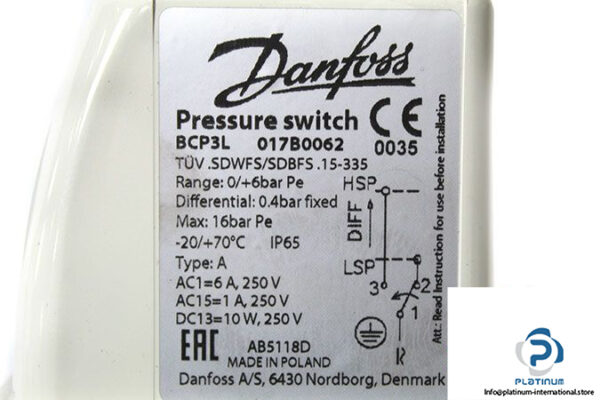 Danfoss
Pressure switch CE
BCP3L 017B0062 0035
TÜV .SDWFS/SDBFS .15-335
Range: 0/+6bar Pe
Differential: 0.4bar fixed
Max: 16bar Pe
-20/+70°C IP65
Type: A
AC1=6 A, 250 V
AC15=1 A, 250 V
DC13=10 W, 250 V
HSP
DIFF
LSP
3
2
1
EAC
AB5118D
MADE IN POLAND
Danfoss A/S, 6430 Nordborg, Denmark
Att.: Read Instruction for use before installation
PLATINUM
Info@platinum-international.store